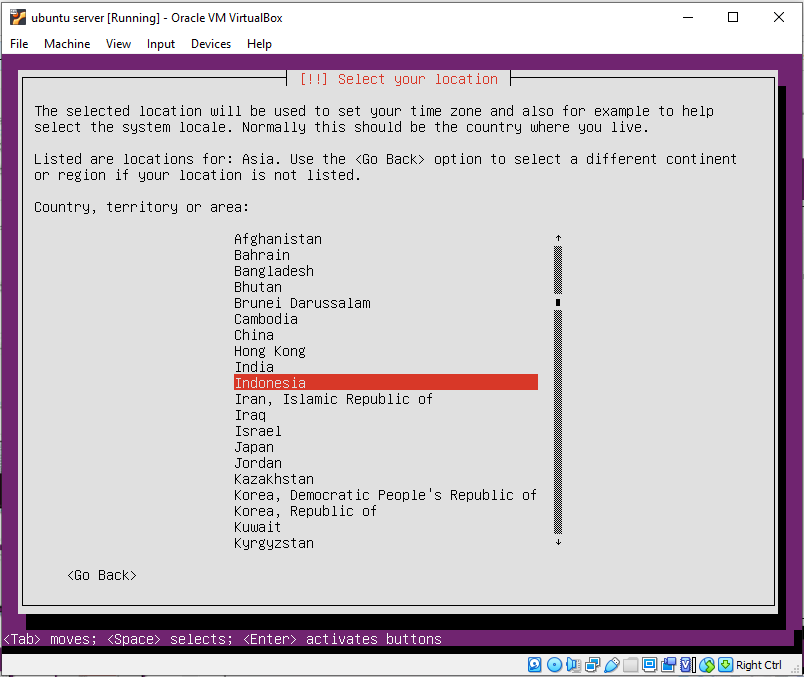 ubuntu server [Running] - Oracle VM VirtualBox
File Machine View Input Devices Help
[!!] Select your location
The selected location will be used to set your time zone and also for example to help
select the system locale. Normally this should be the country where you live.
Listed are locations for: Asia. Use the <Go Back> option to select a different continent
or region if your location is not listed.
Country, territory or area:
Afghanistan
Bahrain
Bangladesh
Bhutan
Brunei Darussalam
Cambodia
China
Hong Kong
India
Indonesia
Iran, Islamic Republic of
Iraq
Israel
Japan
Jordan
Kazakhstan
Korea, Democratic People's Republic of
Korea, Republic of
Kuwait
Kyrgyzstan
<Go Back>
<Tab> moves; <Space> selects; <Enter> activates buttons
Right Ctrl